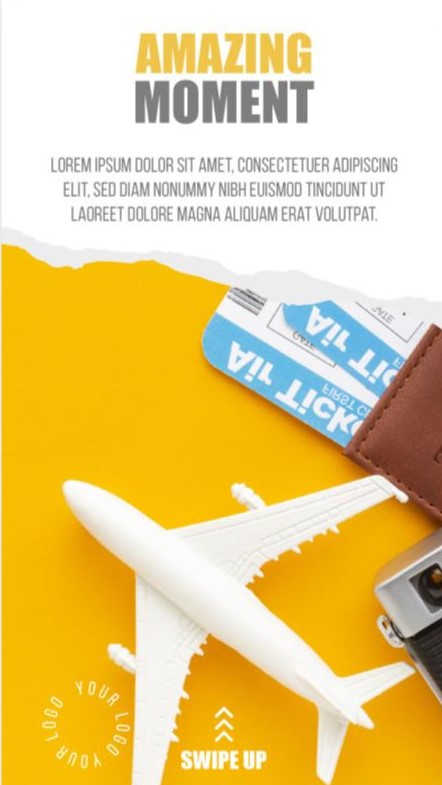 AMAZING
MOMENT
LOREM IPSUM DOLOR SIT AMET, CONSECTETUER ADIPISCING
ELIT, SED DIAM NONUMMY NIBH EUISMOD TINCIDUNT UT
LAOREET DOLORE MAGNA ALIQUAM ERAT VOLUTPAT.
Air Ticket
Air Ticket
FIRST
YOUR LOGO YOUR LOGO
SWIPE UP